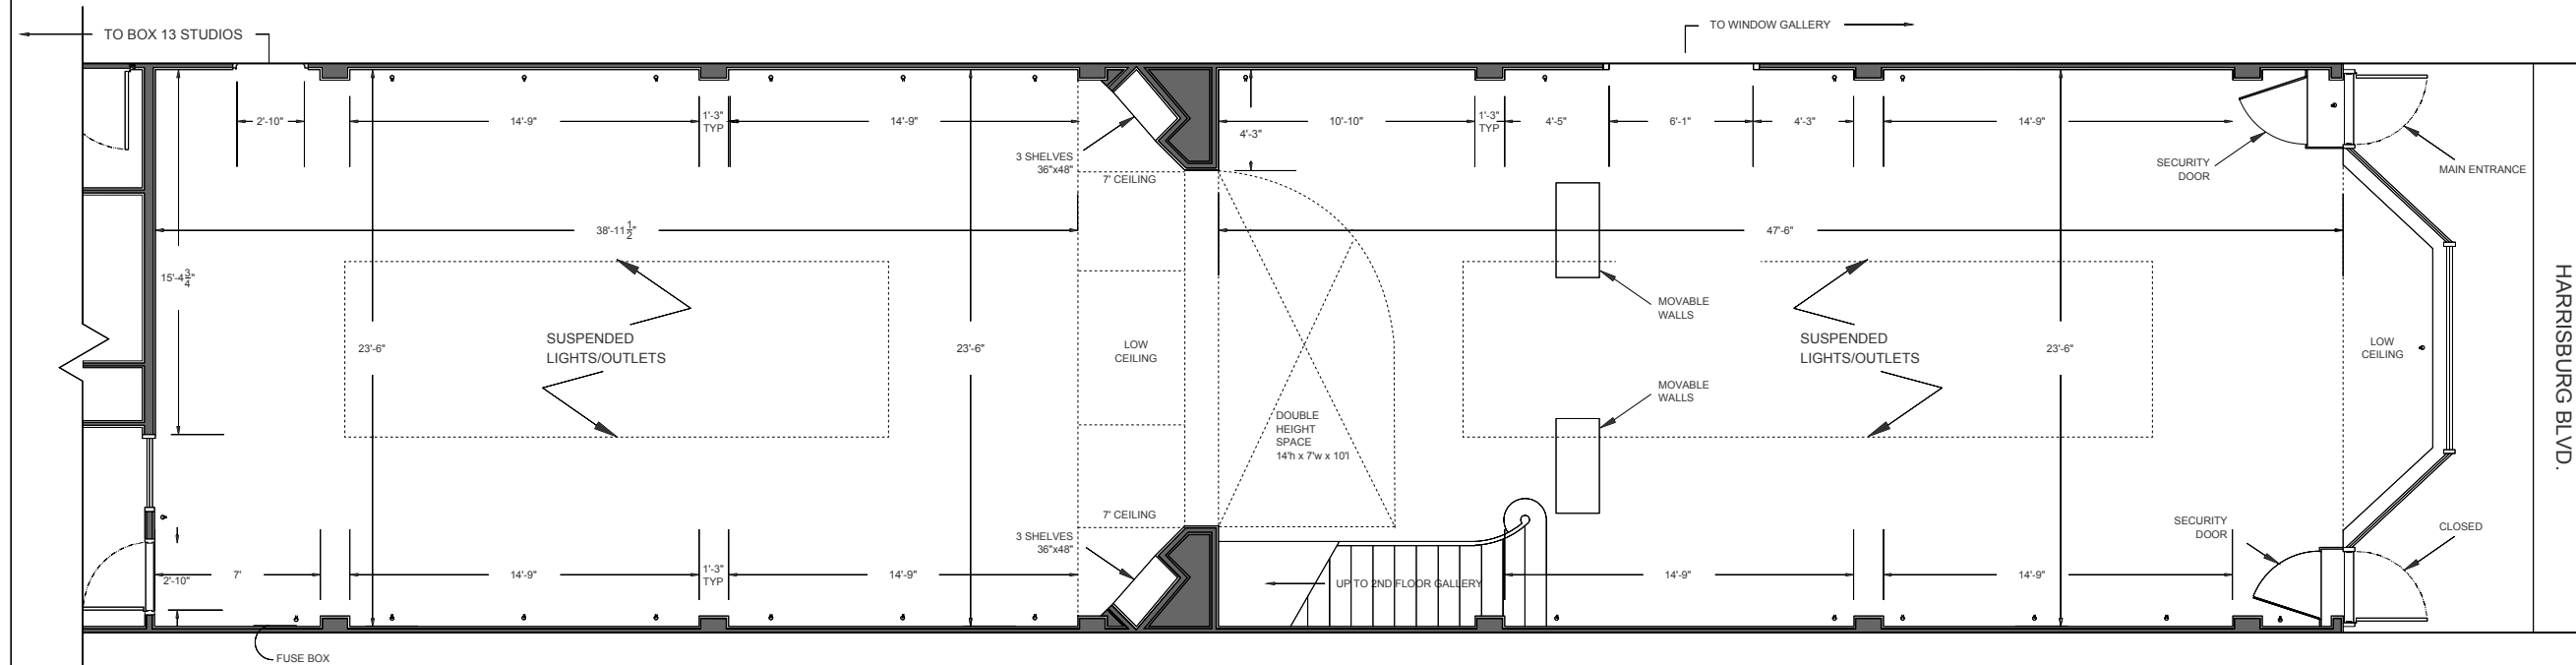 TO BOX 13 STUDIOS
TO WINDOW GALLERY
2'-10"
14'-9"
1'-3"
TYP
14'-9"
4'-3"
10'-10"
1'-3"
TYP
4'-5"
6'-1"
4'-3"
14'-9"
3 SHELVES
36"x48"
7' CEILING
SECURITY
DOOR
MAIN ENTRANCE
38'-11 1/2"
47'-6"
15'-4 3/4"
MOVABLE
WALLS
SUSPENDED
LIGHTS/OUTLETS
23'-6"
23'-6"
LOW
CEILING
SUSPENDED
LIGHTS/OUTLETS
23'-6"
LOW
CEILING
HARRISBURG BLVD.
MOVABLE
WALLS
DOUBLE
HEIGHT
SPACE
14'h x 7'w x 10'l
7' CEILING
3 SHELVES
36"x48"
SECURITY
DOOR
CLOSED
2'-10"
7'
14'-9"
1'-3"
TYP
14'-9"
UP TO 2ND FLOOR GALLERY
14'-9"
14'-9"
FUSE BOX